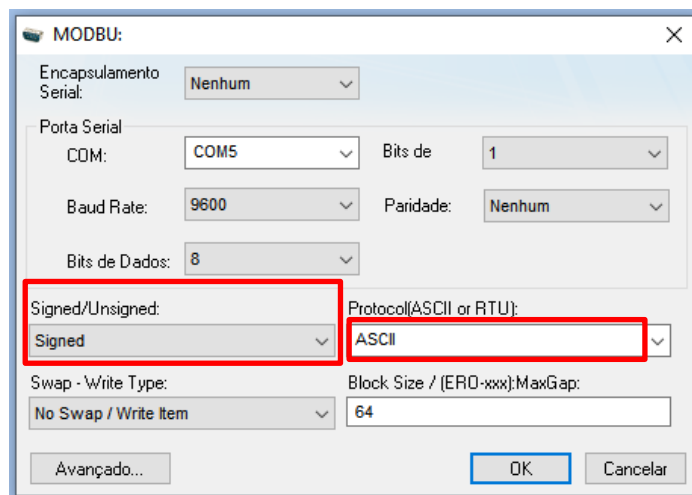 MODBU:
Encapsulamento
Serial:
Nenhum
Porta Serial
COM:
COM5
Bits de
1
Baud Rate:
9600
Paridade:
Nenhum
Bits de Dados:
8
Signed/Unsigned:
Protocol(ASCII or RTU):
Signed
ASCII
Swap - Write Type:
Block Size / (ERO-xxx):MaxGap:
No Swap / Write Item
64
Avançado...
OK
Cancelar